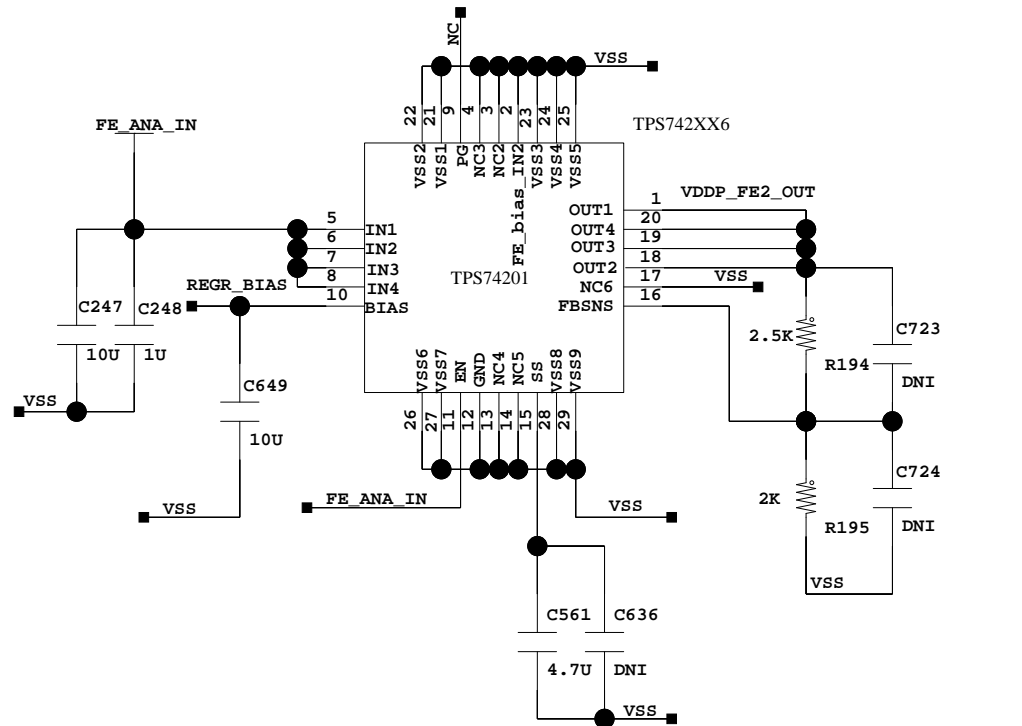 NC
VSS
22
21
9
4
3
2
23
24
25
TPS742XX6
FE_ANA_IN
VSS2
VSS1
PG
NC3
NC2
FE_bias_IN2
VSS3
VSS4
VSS5
5
IN1
6
IN2
7
IN3
8
IN4
10
BIAS
TPS74201
OUT1
1
VDDP_FE2_OUT
OUT4
20
OUT3
19
OUT2
18
NC6
17
VSS
FBSNS
16
REGR_BIAS
C247
10U
C248
1U
VSS
C649
10U
VSS
VSS6
VSS7
EN
GND
NC4
NC5
SS
VSS8
VSS9
26
27
11
12
13
14
15
28
29
FE_ANA_IN
VSS
2.5K
R194
C723
DNI
2K
R195
C724
DNI
VSS
C561
4.7U
C636
DNI
VSS